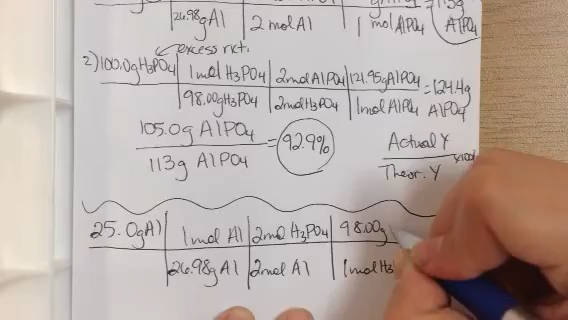 26.98g Al | 2 mol Al | 1 mol AlPO₄ = 113g AlPO₄
excess rct.
2) 100.0g H₃PO₄ | 1mol H₃PO₄ | 2mol AlPO₄ | 121.95g AlPO₄ = 124.4g
98.00g H₃PO₄ | 2mol H₃PO₄ | 1mol AlPO₄ AlPO₄
105.0g AlPO₄ = 92.9%
113g AlPO₄
Actual Y x100
Theor. Y
25.0g Al | 1mol Al | 2mol H₃PO₄ | 98.00g
26.98g Al | 2mol Al | 1mol H₃